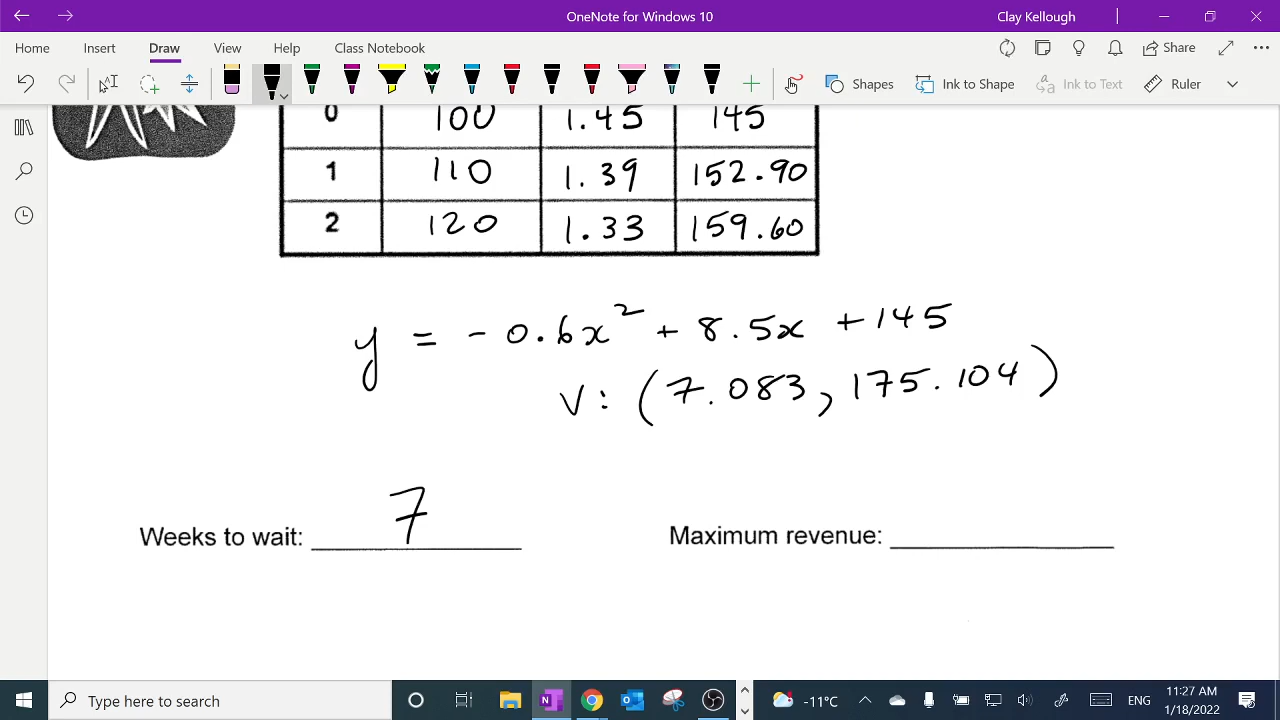 OneNote for Windows 10
Clay Kellough
Home Insert Draw View Help Class Notebook Share
Shapes Ink to Shape Ink to Text Ruler
0 100 1.45 145
1 110 1.39 152.90
2 120 1.33 159.60
y = -0.6x² + 8.5x + 145
V: (7.083, 175.104)
Weeks to wait: 7 Maximum revenue:
Type here to search -11°C ENG 11:27 AM
1/18/2022